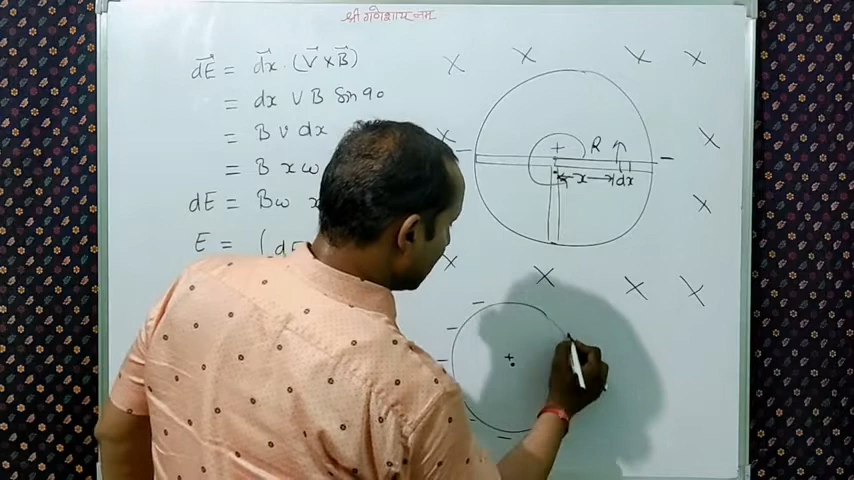 श्री गणेशाय नमः
dE⃗ = dx⃗ · (V⃗ × B⃗)
= dx V B Sin 90
= B V dx
= B x ω
dE = Bω x
E = ∫ dE
X X X X
X + R X
- -
x dx
X
X X X X
- -
- +
-
- -